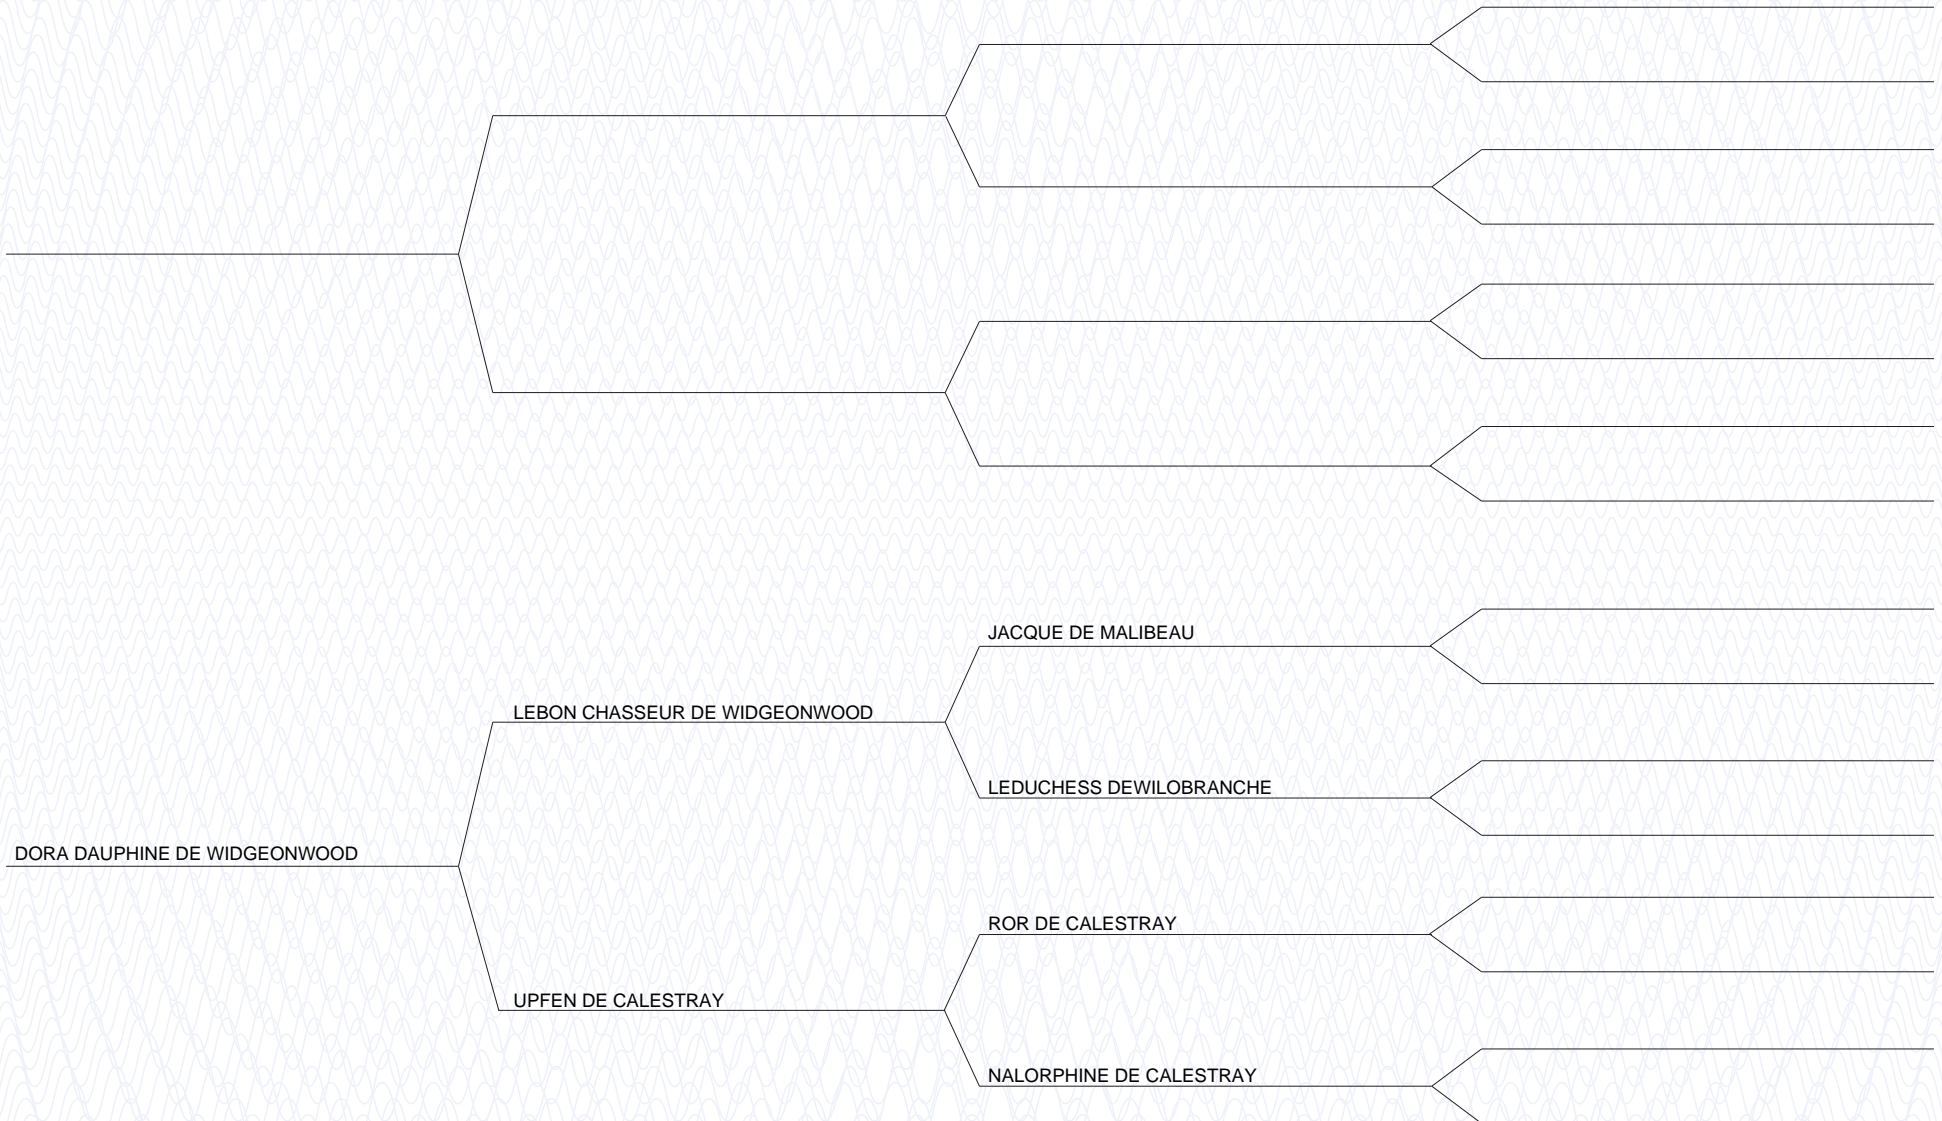 JACQUE DE MALIBEAU
LEBON CHASSEUR DE WIDGEONWOOD
LEDUCHESS DEWILOBRANCHE
DORA DAUPHINE DE WIDGEONWOOD
ROR DE CALESTRAY
UPFEN DE CALESTRAY
NALORPHINE DE CALESTRAY